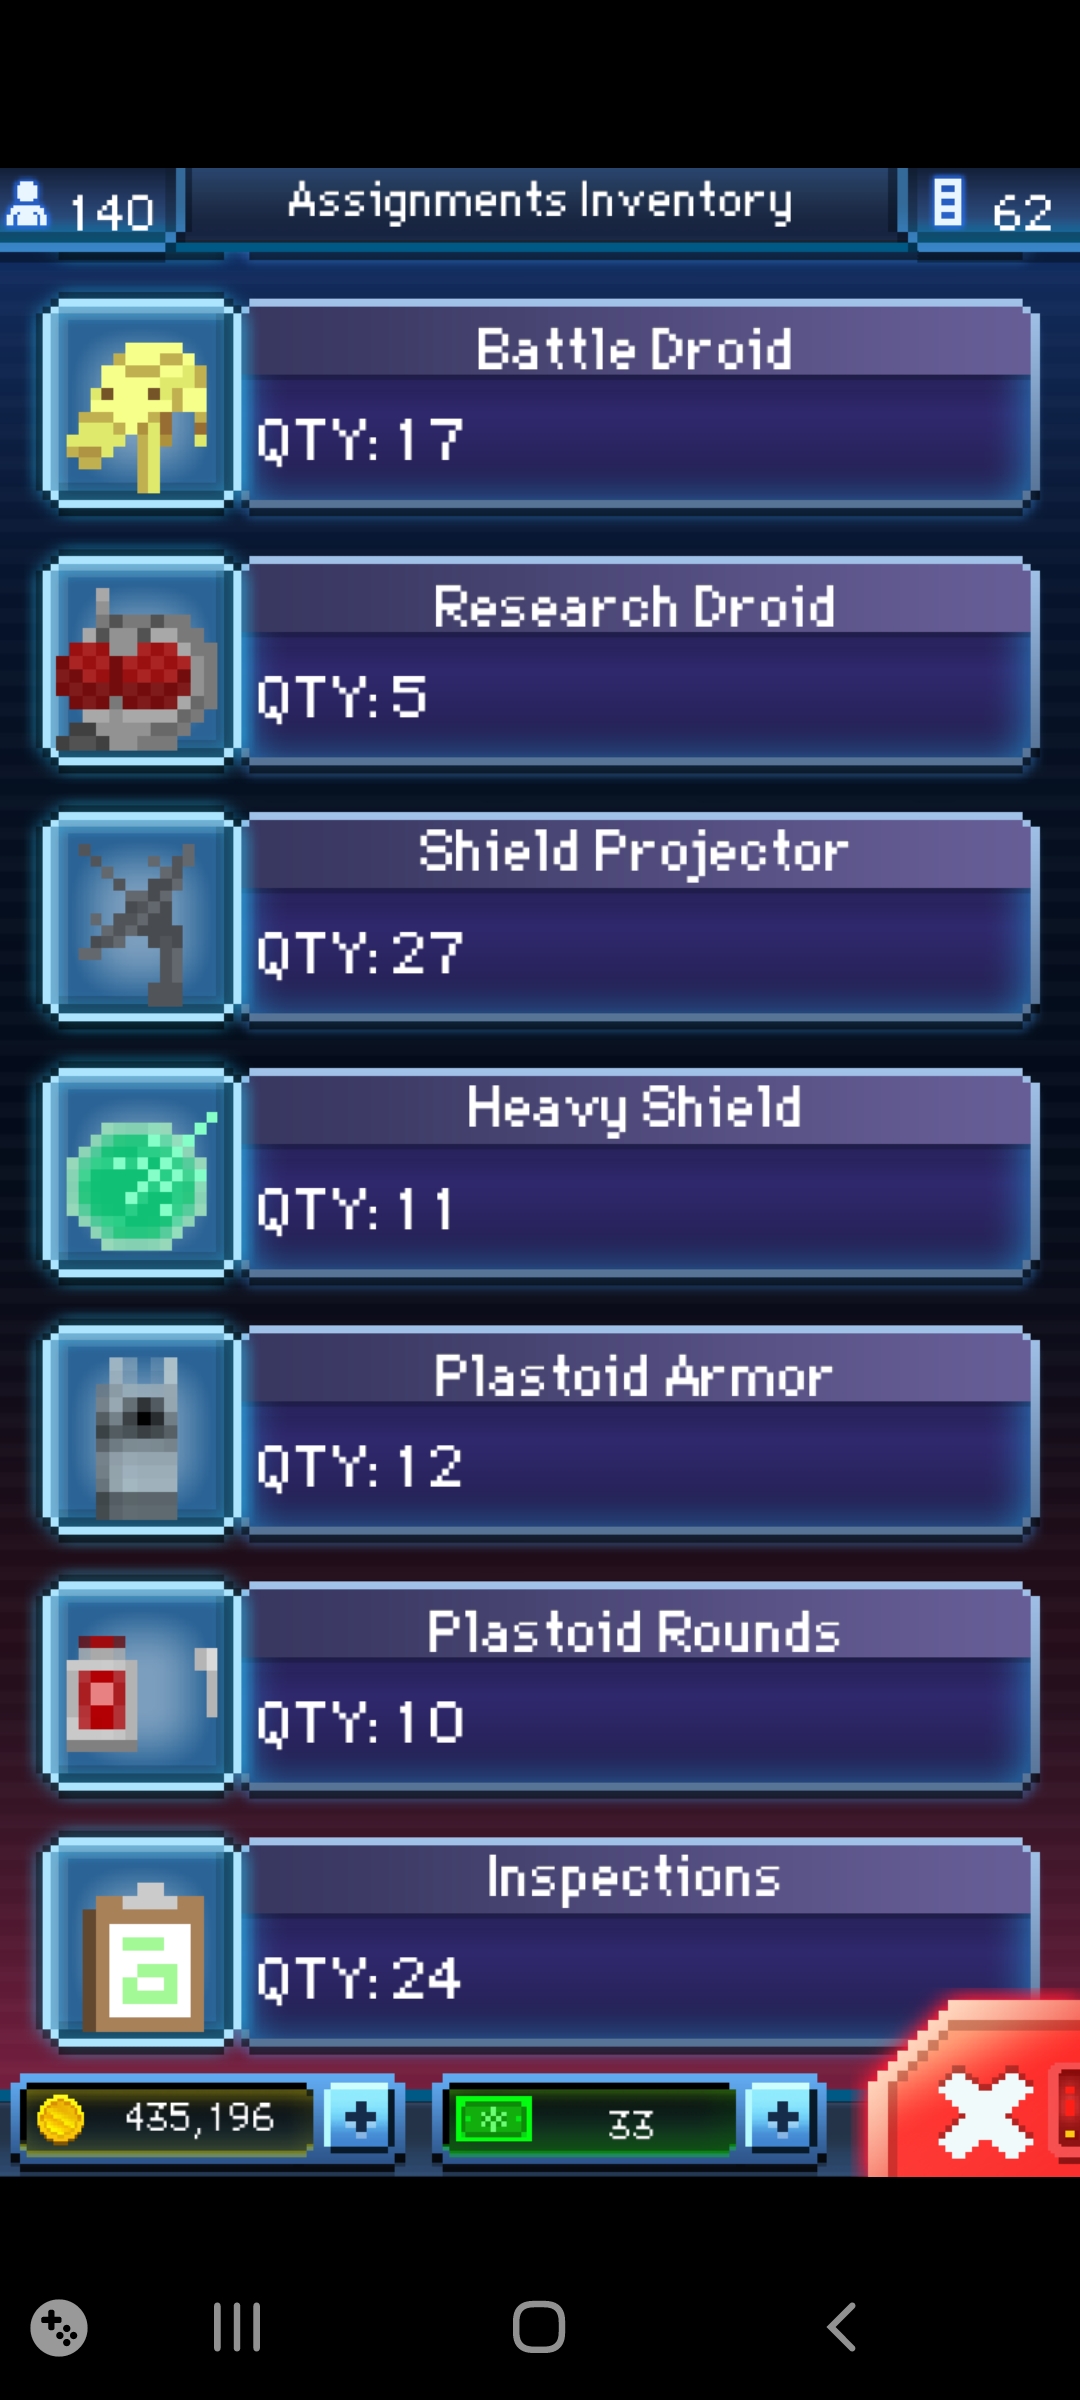 140
Assignments Inventory
62
Battle Droid
QTY: 17
Research Droid
QTY: 5
Shield Projector
QTY: 27
Heavy Shield
QTY: 11
Plastoid Armor
QTY: 12
Plastoid Rounds
QTY: 10
Inspections
QTY: 24
435,196
33